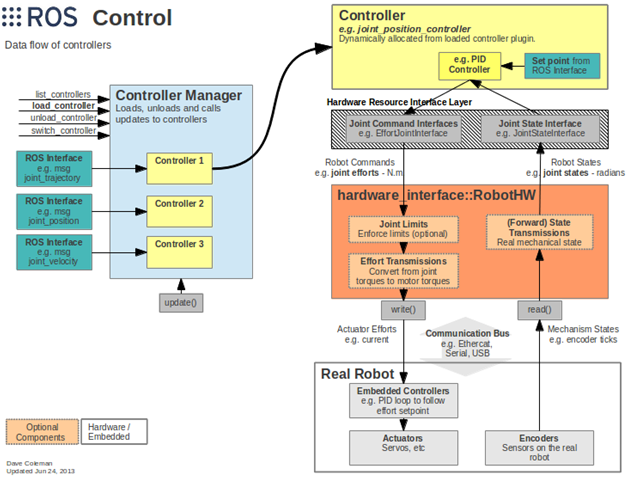 ROS Control
Data flow of controllers
list_controllers
load_controller
unload_controller
switch_controller
Controller Manager
Loads, unloads and calls
updates to controllers
ROS Interface
e.g. msg
joint_trajectory
Controller 1
ROS Interface
e.g. msg
joint_position
Controller 2
ROS Interface
e.g. msg
joint_velocity
Controller 3
update()
Controller
e.g. joint_position_controller
Dynamically allocated from loaded controller plugin.
e.g. PID
Controller
Set point from
ROS Interface
Hardware Resource Interface Layer
Joint Command Interfaces
e.g. EffortJointInterface
Joint State Interface
e.g. JointStateInterface
Robot Commands
e.g. joint efforts - N.m
Robot States
e.g. joint states - radians
hardware_interface::RobotHW
Joint Limits
Enforce limits (optional)
(Forward) State
Transmissions
Real mechanical state
Effort Transmissions
Convert from joint
torques to motor torques
write()
read()
Actuator Efforts
e.g. current
Communication Bus
e.g. Ethercat,
Serial, USB
Mechanism States
e.g. encoder ticks
Real Robot
Embedded Controllers
e.g. PID loop to follow
effort setpoint
Actuators
Servos, etc
Encoders
Sensors on the real
robot
Optional
Components
Hardware /
Embedded
Dave Coleman
Updated Jun 24, 2013